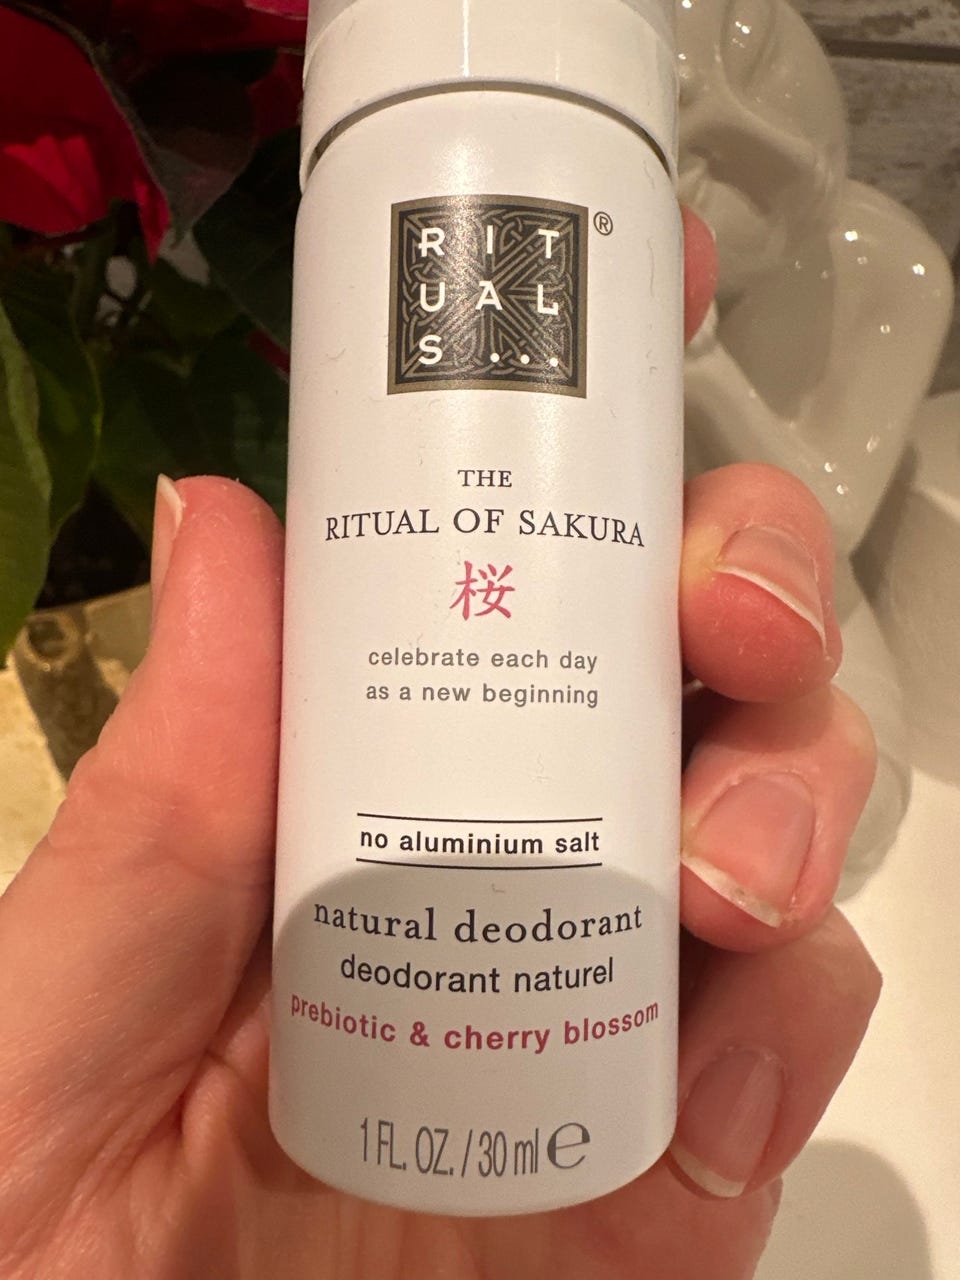 RIT
UAL
S... ®
THE
RITUAL OF SAKURA
桜
celebrate each day
as a new beginning
no aluminium salt
natural deodorant
deodorant naturel
prebiotic & cherry blossom
1 FL. OZ. / 30 ml ℮